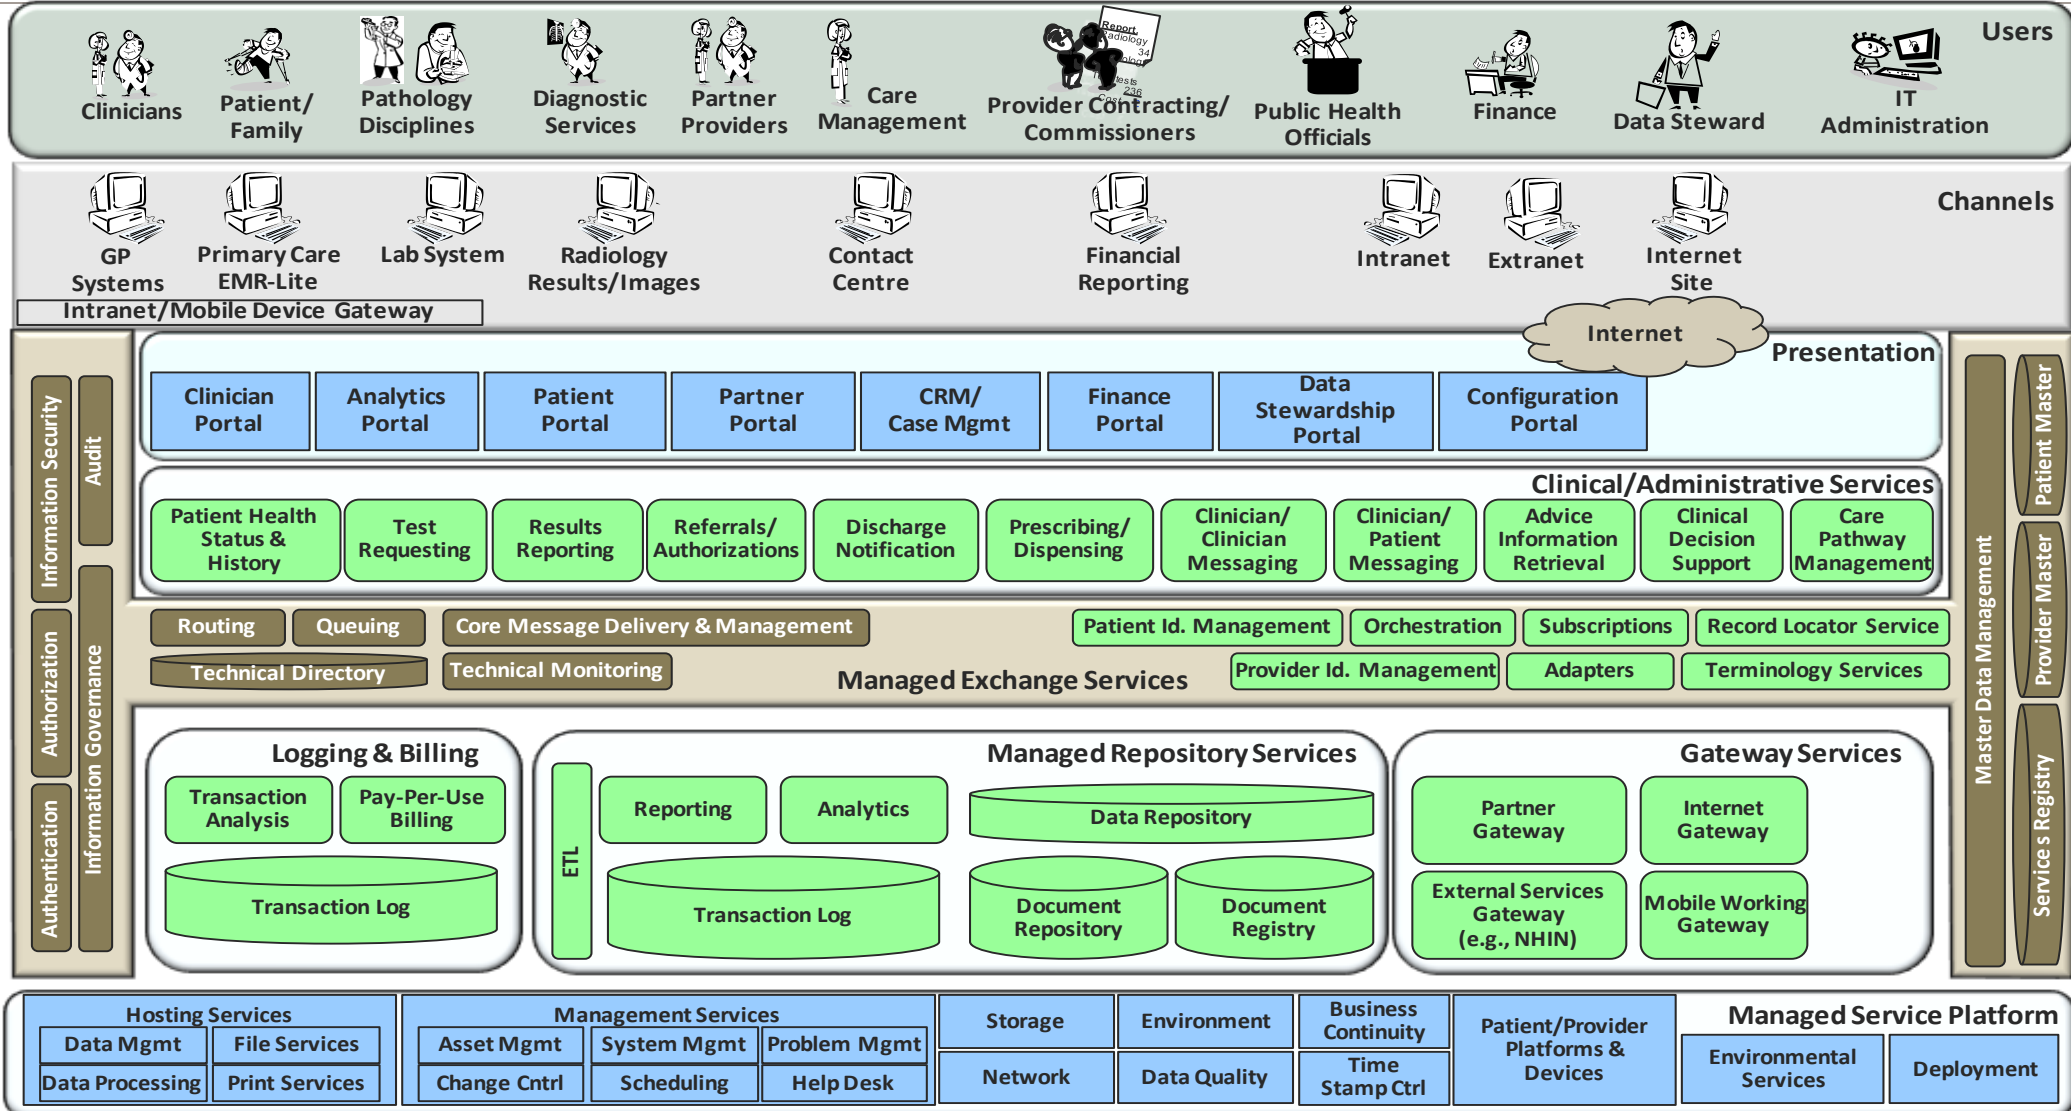 Users
Report
Radiology
34
236
Clinicians
Patient/
Family
Pathology
Disciplines
Diagnostic
Services
Partner
Providers
Care
Management
Provider Contracting/
Commissioners
Public Health
Officials
Finance
Data Steward
IT
Administration
Channels
GP
Systems
Primary Care
EMR-Lite
Lab System
Radiology
Results/Images
Contact
Centre
Financial
Reporting
Intranet
Extranet
Internet
Site
Intranet/Mobile Device Gateway
Internet
Presentation
Clinician
Portal
Analytics
Portal
Patient
Portal
Partner
Portal
CRM/
Case Mgmt
Finance
Portal
Data
Stewardship
Portal
Configuration
Portal
Information Security
Audit
Authorization
Information Governance
Authentication
Clinical/Administrative Services
Patient Health
Status &
History
Test
Requesting
Results
Reporting
Referrals/
Authorizations
Discharge
Notification
Prescribing/
Dispensing
Clinician/
Clinician
Messaging
Clinician/
Patient
Messaging
Advice
Information
Retrieval
Clinical
Decision
Support
Care
Pathway
Management
Routing
Queuing
Core Message Delivery & Management
Patient Id. Management
Orchestration
Subscriptions
Record Locator Service
Technical Directory
Technical Monitoring
Managed Exchange Services
Provider Id. Management
Adapters
Terminology Services
Master Data Management
Patient Master
Provider Master
Services Registry
Logging & Billing
Transaction
Analysis
Pay-Per-Use
Billing
Transaction Log
Managed Repository Services
ETL
Reporting
Analytics
Data Repository
Transaction Log
Document
Repository
Document
Registry
Gateway Services
Partner
Gateway
Internet
Gateway
External Services
Gateway
(e.g., NHIN)
Mobile Working
Gateway
Managed Service Platform
Hosting Services
Data Mgmt
File Services
Data Processing
Print Services
Management Services
Asset Mgmt
System Mgmt
Problem Mgmt
Change Cntrl
Scheduling
Help Desk
Storage
Environment
Business
Continuity
Network
Data Quality
Time
Stamp Ctrl
Patient/Provider
Platforms &
Devices
Environmental
Services
Deployment